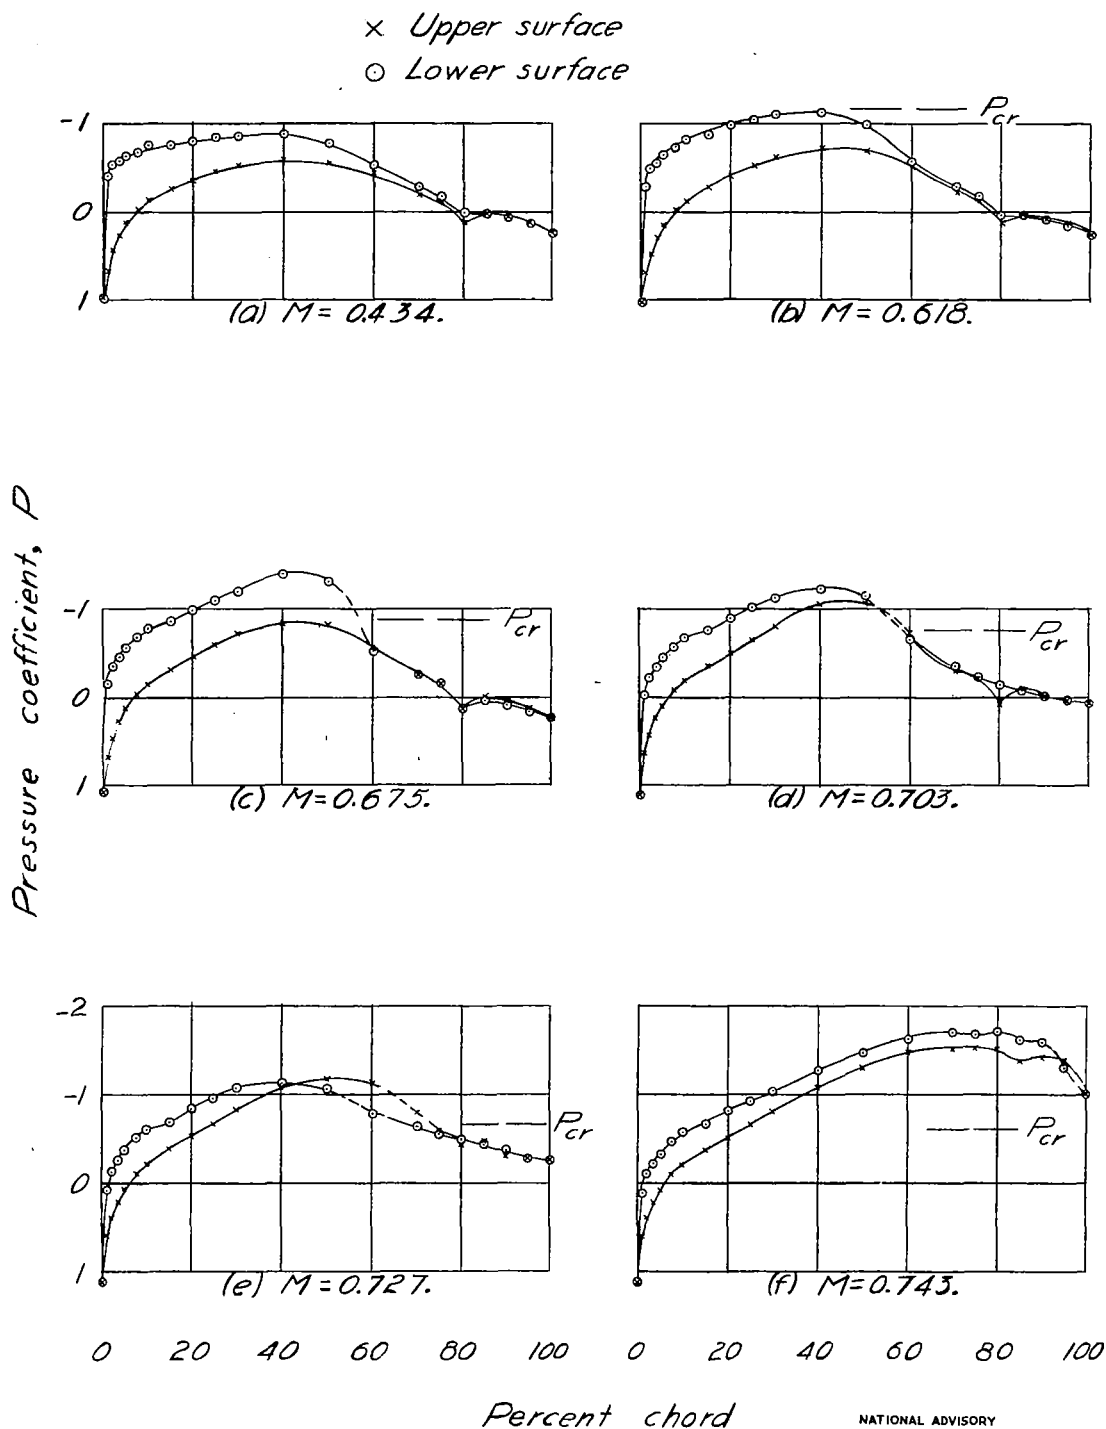 × Upper surface
⊙ Lower surface
-1
0
1
P_cr
(a) M = 0.434.
(b) M = 0.618.
Pressure coefficient, P
-1
0
1
P_cr
P_cr
(c) M = 0.675.
(d) M = 0.703.
-2
-1
0
1
P_cr
P_cr
(e) M = 0.727.
(f) M = 0.743.
0 20 40 60 80 100 0 20 40 60 80 100
Percent chord
NATIONAL ADVISORY